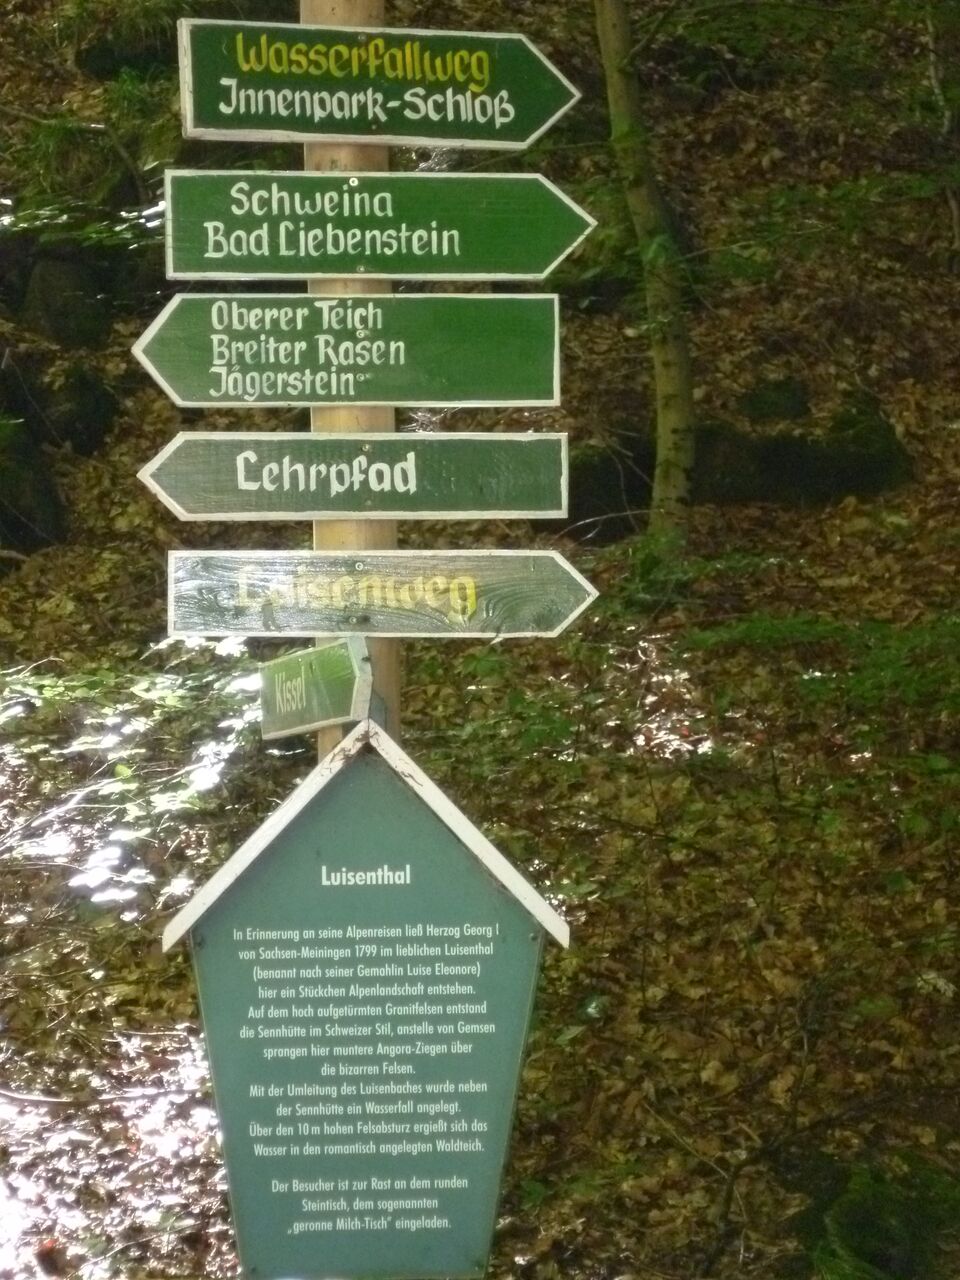 Wasserfallweg
Innenpark-Schloß
Schweina
Bad Liebenstein
Oberer Teich
Breiter Rasen
Jägerstein
Lehrpfad
Luisenweg
Kissel
Luisenthal
In Erinnerung an seine Alpenreisen ließ Herzog Georg I
von Sachsen-Meiningen 1799 im lieblichen Luisenthal
(benannt nach seiner Gemahlin Luise Eleonore)
hier ein Stückchen Alpenlandschaft entstehen.
Auf dem hoch aufgetürmten Granitfelsen entstand
die Sennhütte im Schweizer Stil, anstelle von Gemsen
sprangen hier muntere Angora-Ziegen über
die bizarren Felsen.
Mit der Umleitung des Luisenbaches wurde neben
der Sennhütte ein Wasserfall angelegt.
Über den 10 m hohen Felsabsturz ergießt sich das
Wasser in den romantisch angelegten Waldteich.
Der Besucher ist zur Rast an dem runden
Steintisch, dem sogenannten
„geronne Milch-Tisch" eingeladen.